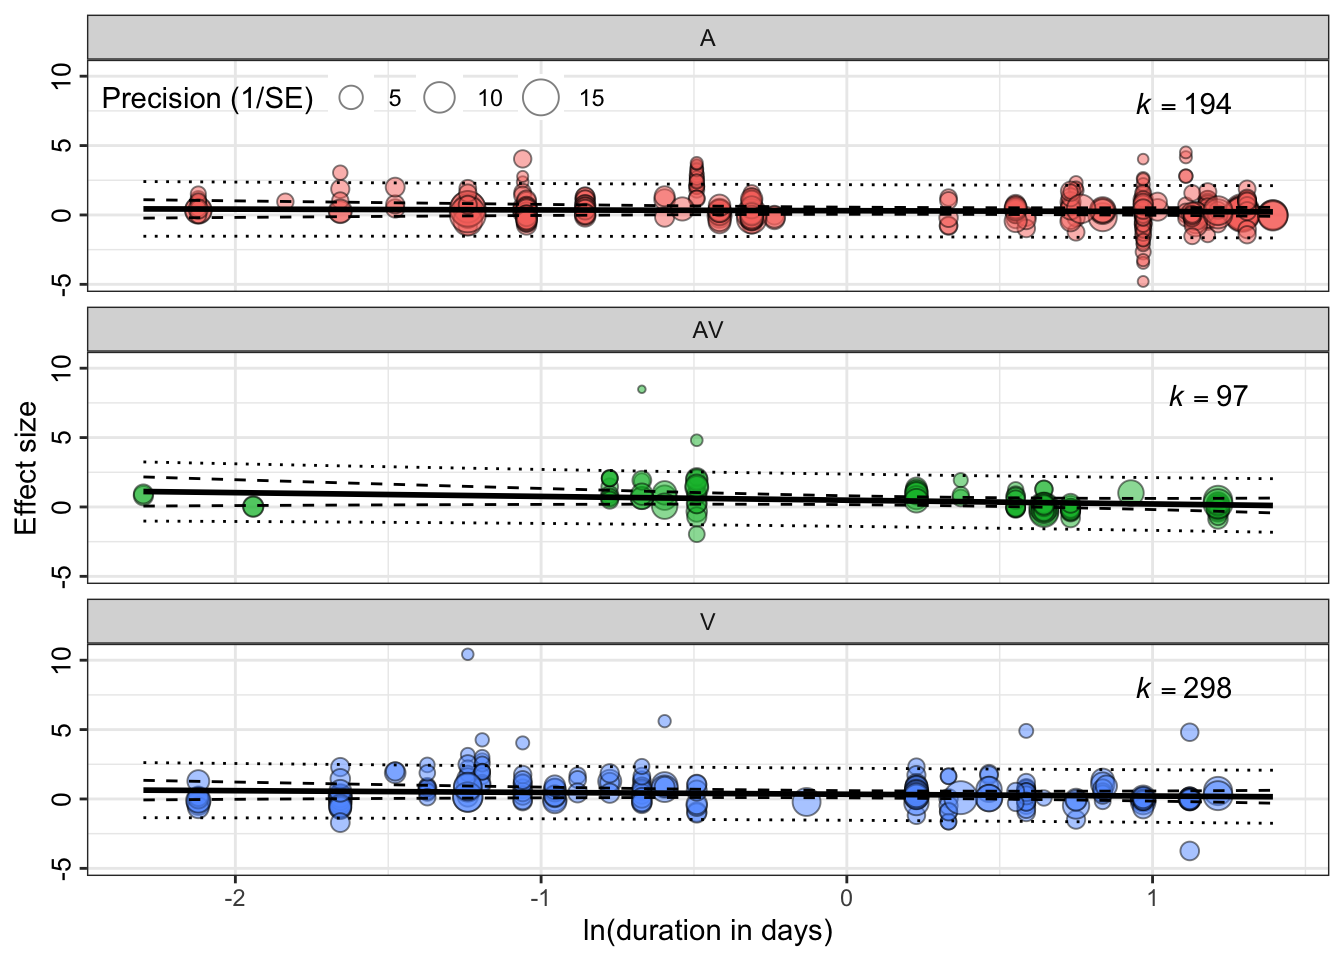 A
Precision (1/SE) 5 10 15
k = 194
10
5
0
-5
AV
k = 97
10
5
0
-5
Effect size
V
k = 298
10
5
0
-5
-2 -1 0 1
ln(duration in days)